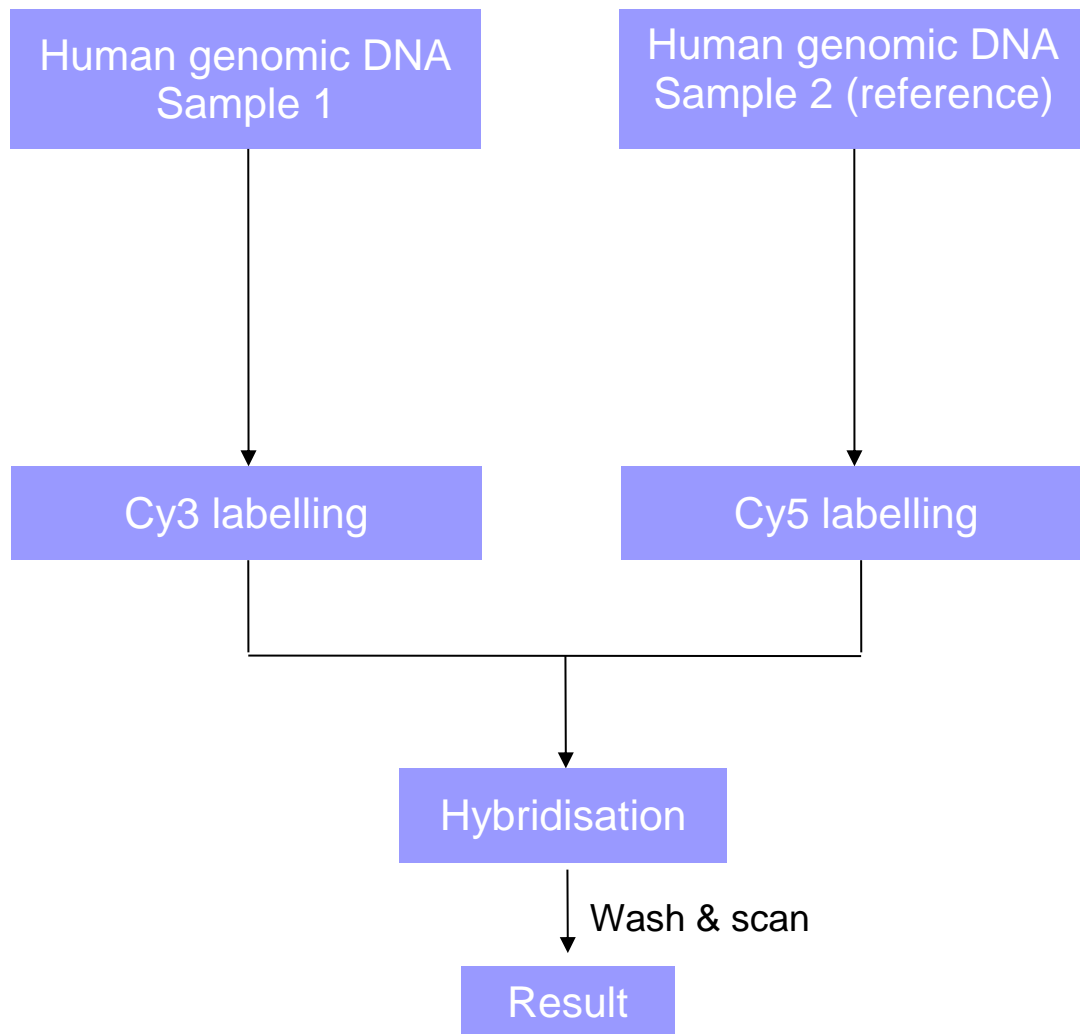 Human genomic DNA
Sample 1
Human genomic DNA
Sample 2 (reference)
Cy3 labelling
Cy5 labelling
Hybridisation
Wash & scan
Result